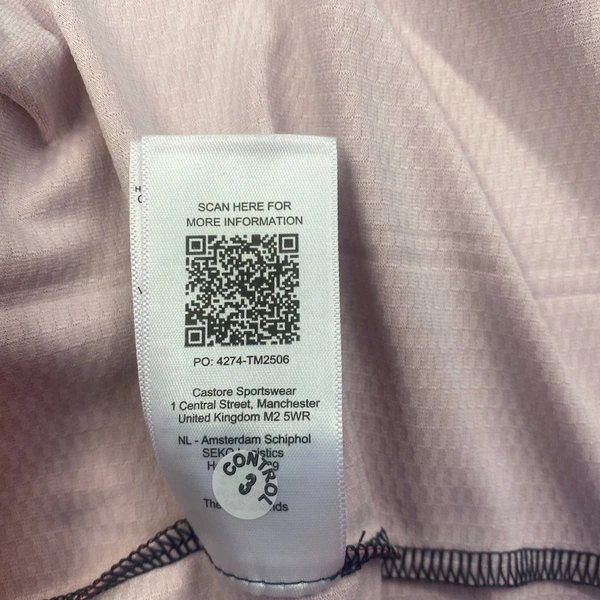 SCAN HERE FOR
MORE INFORMATION
PO: 4274-TM2506
Castore Sportswear
1 Central Street, Manchester
United Kingdom M2 5WR
NL - Amsterdam Schiphol
CONTROL
3